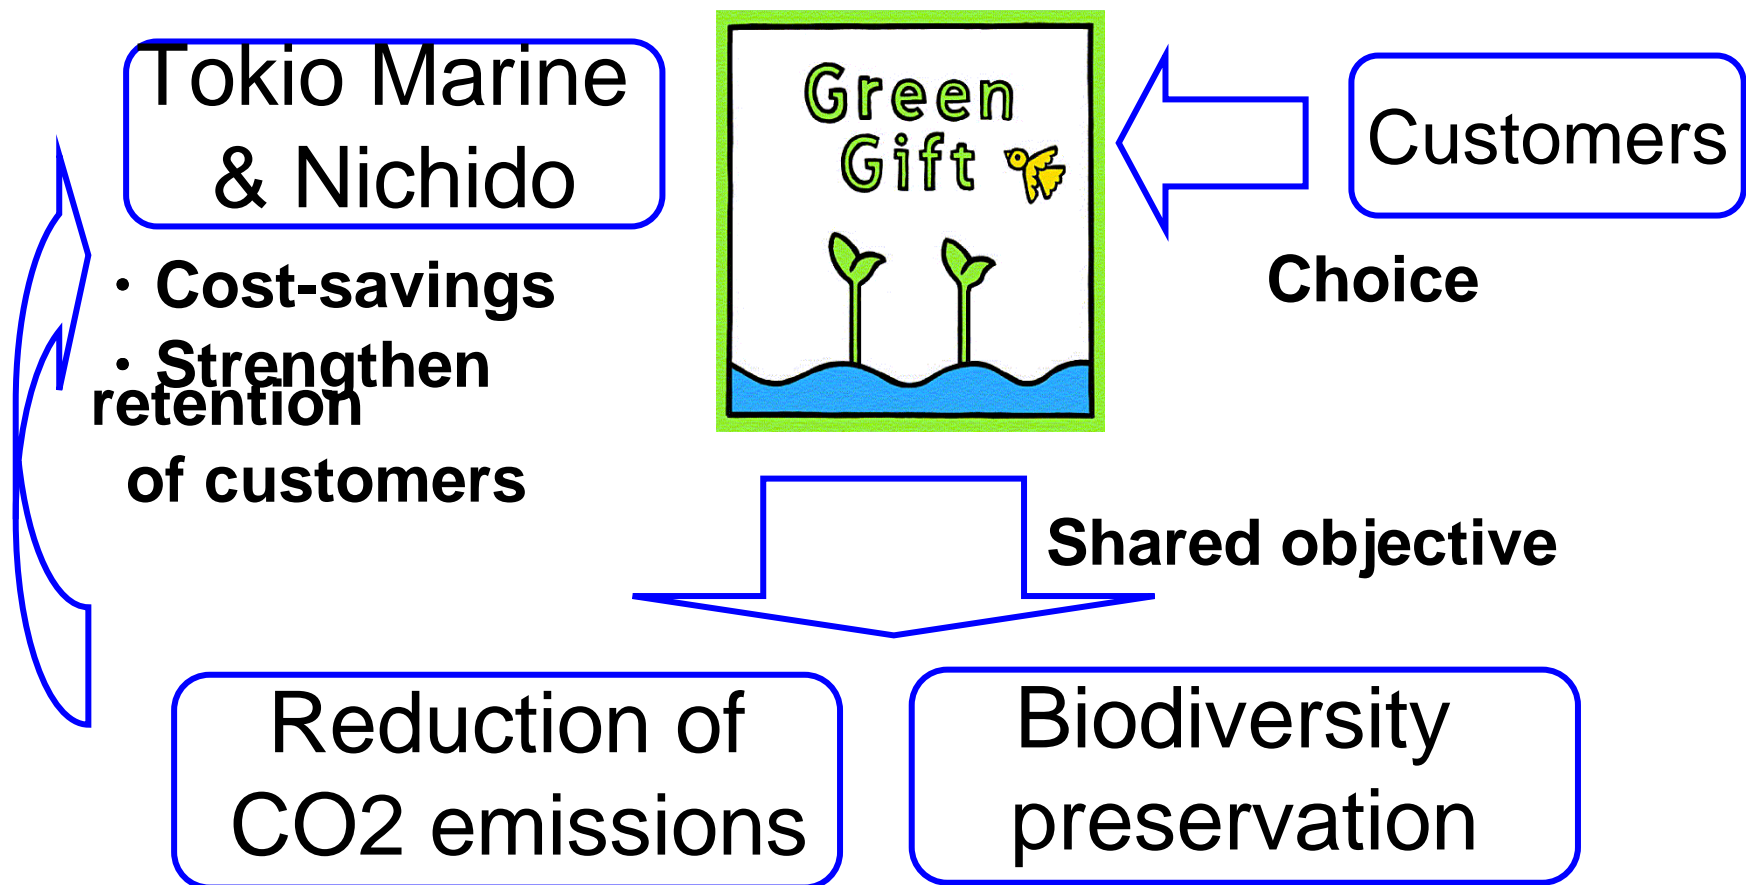 Tokio Marine
& Nichido
・Cost-savings
・Strengthen
retention
of customers
Green
Gift
Customers
Choice
Shared objective
Reduction of
CO2 emissions
Biodiversity
preservation